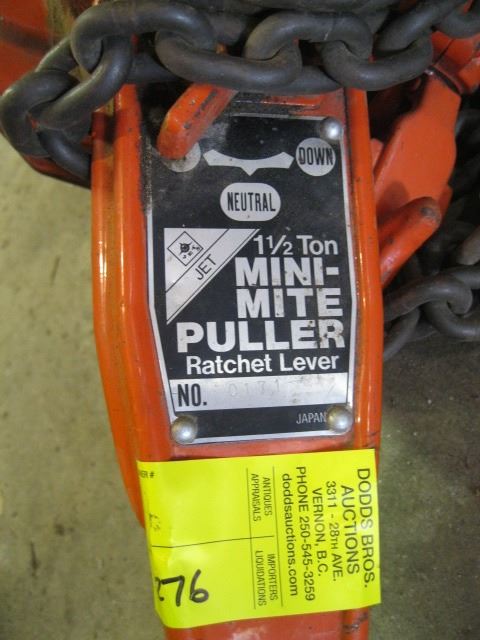 DOWN
NEUTRAL
JET
1½ Ton
MINI-
MITE
PULLER
Ratchet Lever
NO.
JAPAN
DODDS BROS.
AUCTIONS
3311 - 28TH AVE.
VERNON, B.C.
PHONE 250-545-3259
doddsauctions.com
ANTIQUES
APPRAISALS
IMPORTERS
LIQUIDATIONS
276